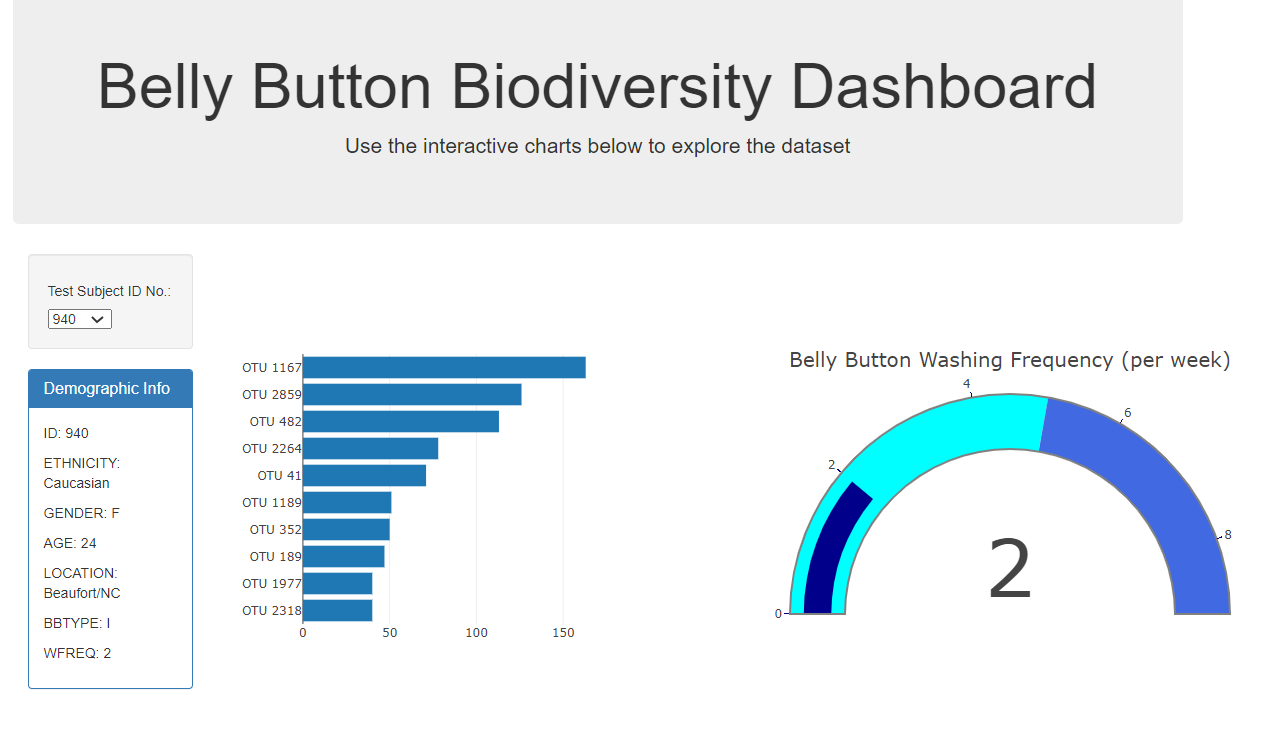 Belly Button Biodiversity Dashboard
Use the interactive charts below to explore the dataset
Test Subject ID No.:
940
Demographic Info
ID: 940
ETHNICITY:
Caucasian
GENDER: F
AGE: 24
LOCATION:
Beaufort/NC
BBTYPE: I
WFREQ: 2
OTU 1167
OTU 2859
OTU 482
OTU 2264
OTU 41
OTU 1189
OTU 352
OTU 189
OTU 1977
OTU 2318
0 50 100 150
Belly Button Washing Frequency (per week)
0
2
4
6
8
2